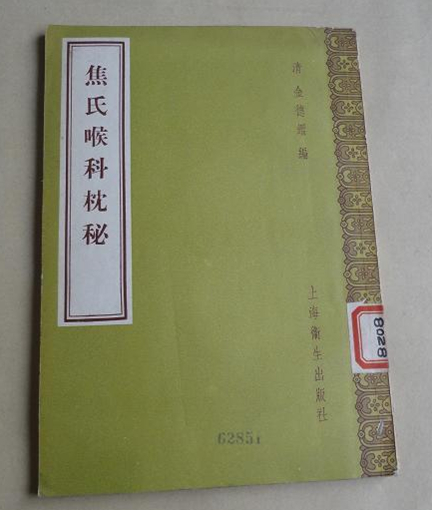 焦氏喉科枕秘
清 金德鑑 編
上海衛生出版社
8028
62851